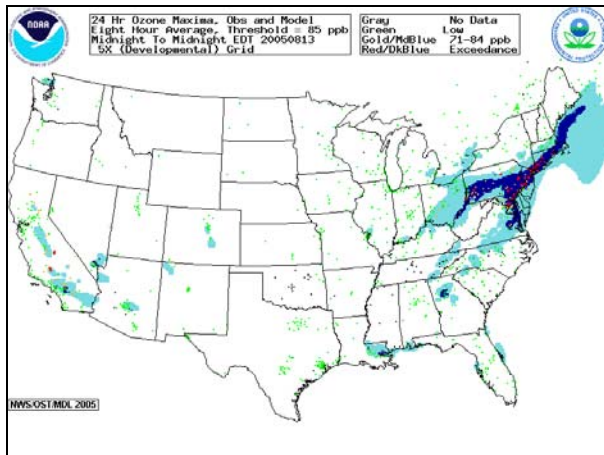 NOAA
24 Hr Ozone Maxima, Obs and Model
Eight Hour Average, Threshold = 85 ppb
Midnight To Midnight EDT 20050813
5X (Developmental) Grid
Gray No Data
Green Low
Gold/MdBlue 71-84 ppb
Red/DkBlue Exceedance
NWS/OST/MDL 2005